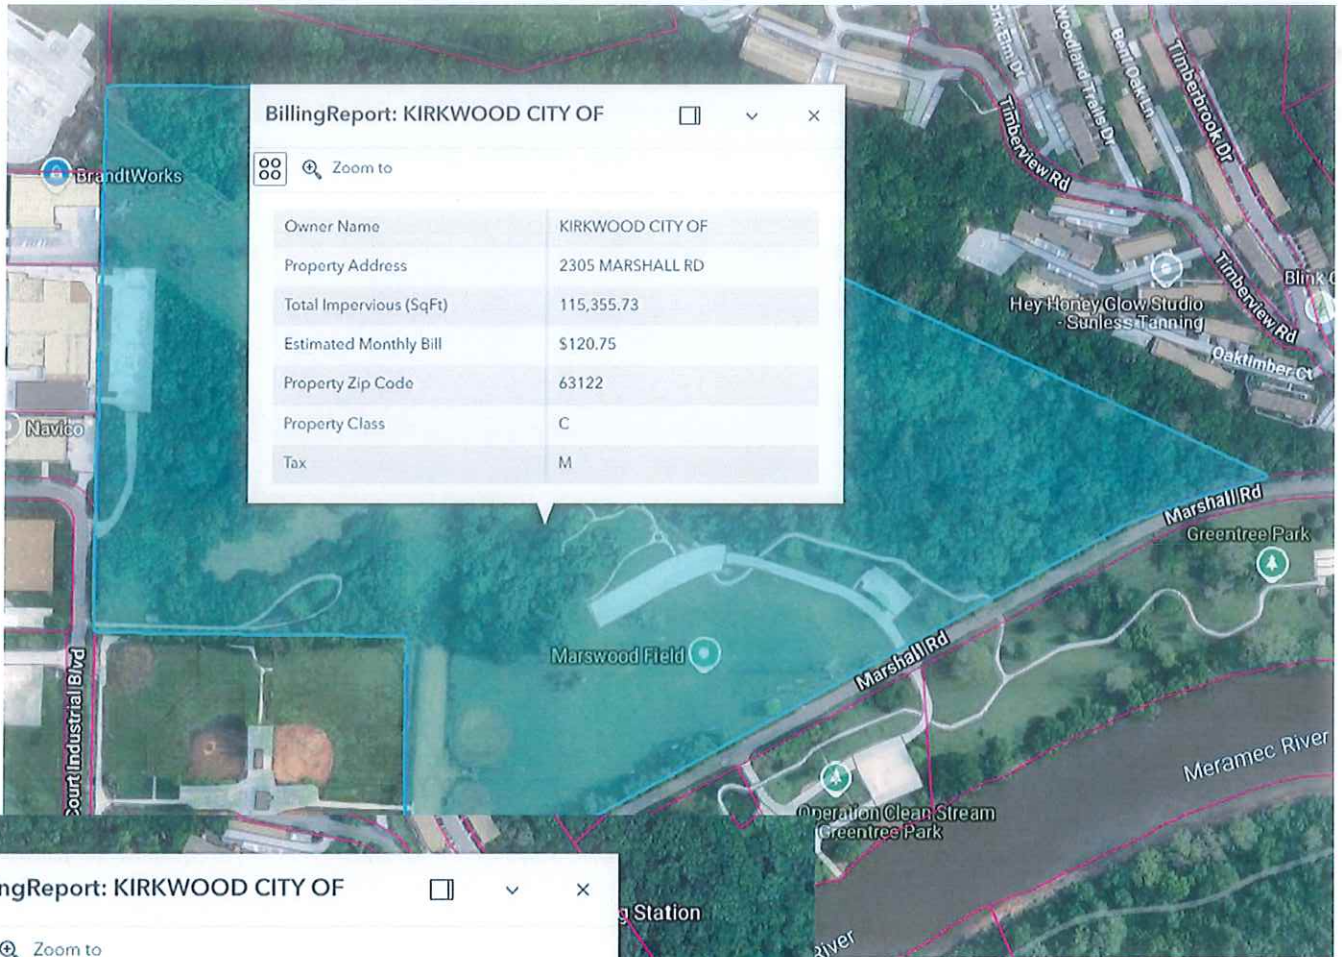 BillingReport: KIRKWOOD CITY OF
Zoom to
Owner Name KIRKWOOD CITY OF
Property Address 2305 MARSHALL RD
Total Impervious (SqFt) 115,355.73
Estimated Monthly Bill $120.75
Property Zip Code 63122
Property Class C
Tax M
BrandtWorks
Navico
Court Industrial Blvd
Woodland Trails Dr
Bent Oak Ln
Timberbrook Dr
Timberview Rd
Timberview Rd
Hey Honey Glow Studio
- Sunless Tanning
Blink
Oaktimber Ct
Marshall Rd
Greentree Park
Marswood Field
Marshall Rd
Meramec River
Operation Clean Stream
Greentree Park
ngReport: KIRKWOOD CITY OF
Zoom to
g Station
River